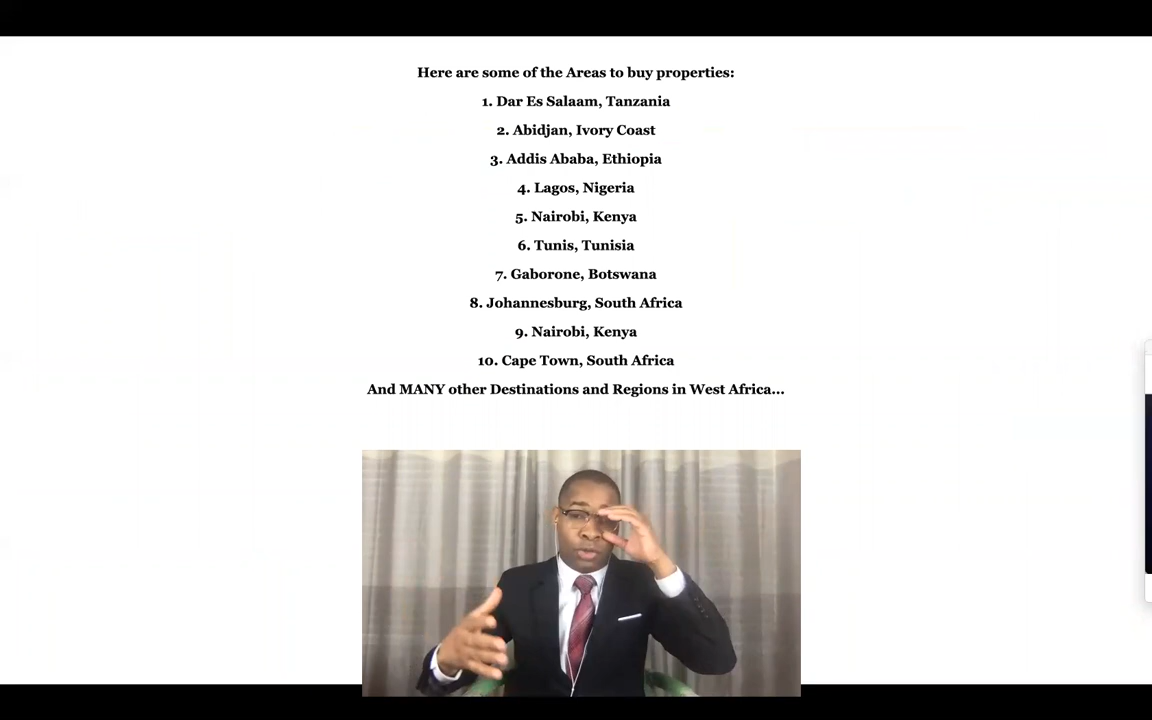 Here are some of the Areas to buy properties:
1. Dar Es Salaam, Tanzania
2. Abidjan, Ivory Coast
3. Addis Ababa, Ethiopia
4. Lagos, Nigeria
5. Nairobi, Kenya
6. Tunis, Tunisia
7. Gaborone, Botswana
8. Johannesburg, South Africa
9. Nairobi, Kenya
10. Cape Town, South Africa
And MANY other Destinations and Regions in West Africa...